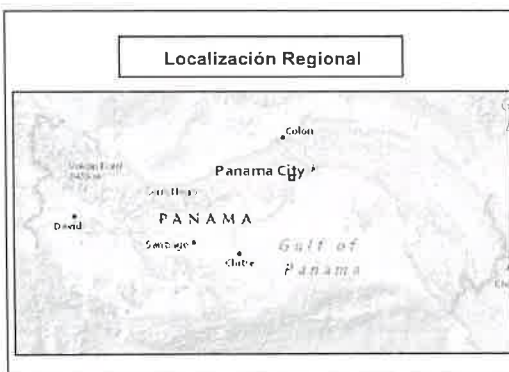 Localización Regional
Colon
Panama City
PANAMA
David
Santiago
Chitre
Gulf of
Panama